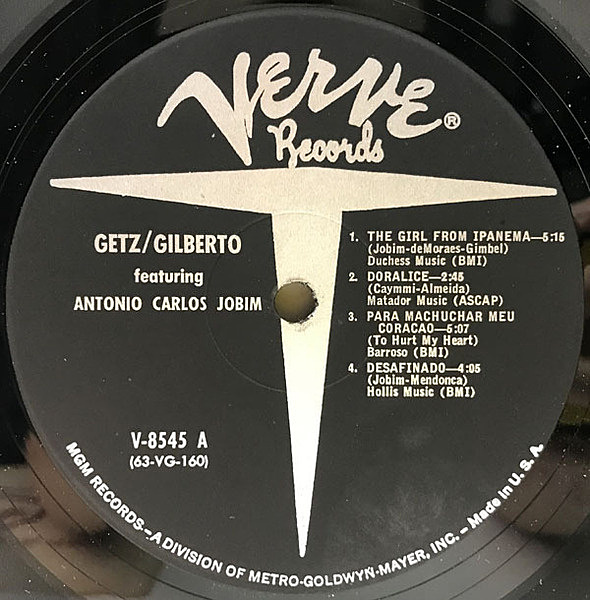 Verve®
Records
GETZ/GILBERTO
featuring
ANTONIO CARLOS JOBIM
1. THE GIRL FROM IPANEMA—5:15
(Jobim-deMoraes-Gimbel)
Duchess Music (BMI)
2. DORALICE—2:45
(Caymmi-Almeida)
Matador Music (ASCAP)
3. PARA MACHUCHAR MEU
CORACAO—5:07
(To Hurt My Heart)
Barroso (BMI)
4. DESAFINADO—4:05
(Jobim-Mendonca)
Hollis Music (BMI)
V-8545 A
(63-VG-160)
MGM RECORDS—A DIVISION OF METRO-GOLDWYN-MAYER, INC. – Made in U. S. A.